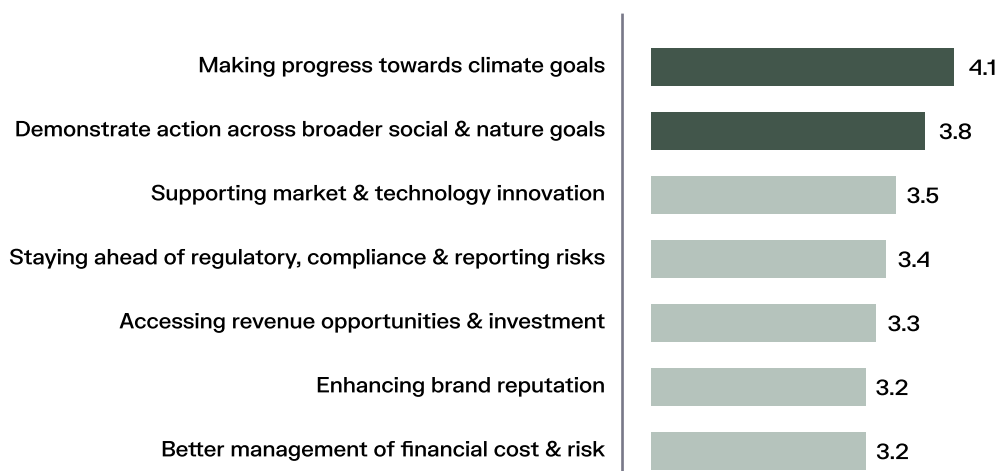 Making progress towards climate goals 4.1
Demonstrate action across broader social & nature goals 3.8
Supporting market & technology innovation 3.5
Staying ahead of regulatory, compliance & reporting risks 3.4
Accessing revenue opportunities & investment 3.3
Enhancing brand reputation 3.2
Better management of financial cost & risk 3.2